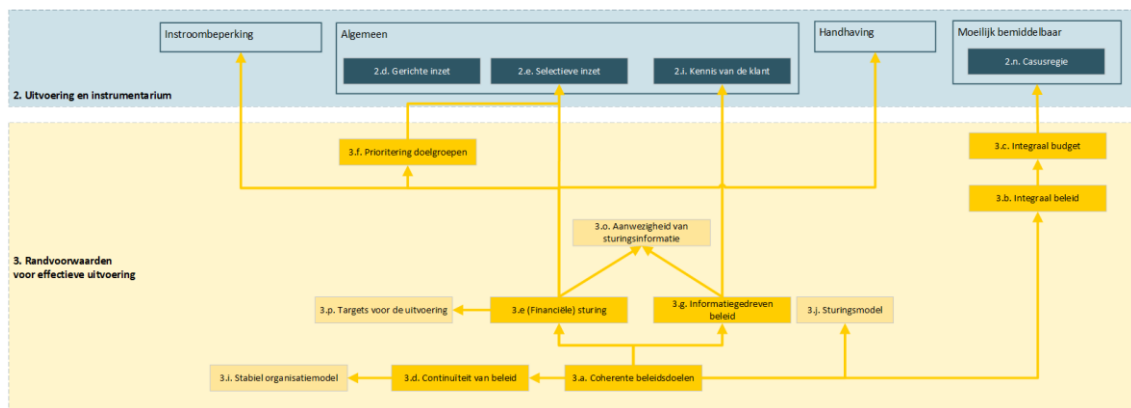 Instroombeperking
Algemeen
Handhaving
Moeilijk bemiddelbaar
2.d. Gerichte inzet
2.e. Selectieve inzet
2.i. Kennis van de klant
2.n. Casusregie
2. Uitvoering en instrumentarium
3.f. Prioritering doelgroepen
3.c. Integraal budget
3.b. Integraal beleid
3.o. Aanwezigheid van
sturingsinformatie
3. Randvoorwaarden
voor effectieve uitvoering
3.p. Targets voor de uitvoering
3.e (Financiële) sturing
3.g. Informatiegedreven
beleid
3.j. Sturingsmodel
3.i. Stabiel organisatiemodel
3.d. Continuïteit van beleid
3.a. Coherente beleidsdoelen